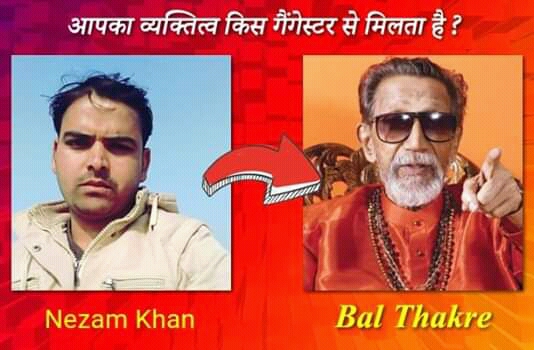 आपका व्यक्तित्व किस गैंगेस्टर से मिलता है ?
Nezam Khan
Bal Thakre